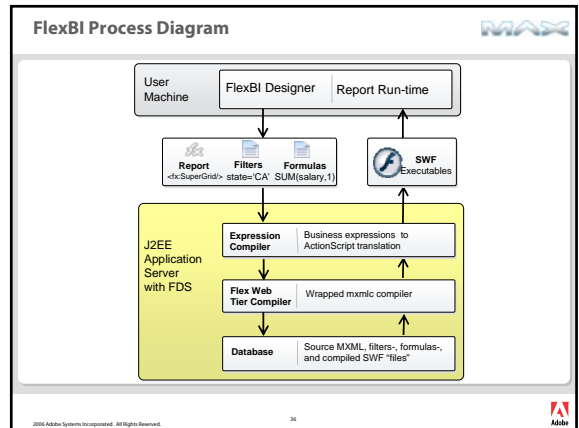 FlexBI Process Diagram
MAX
User
Machine
FlexBI Designer
Report Run-time
Report
<fx:SuperGrid/>
Filters
state='CA'
Formulas
SUM(salary,1)
SWF
Executables
J2EE
Application
Server
with FDS
Expression
Compiler
Business expressions to
ActionScript translation
Flex Web
Tier Compiler
Wrapped mxmlc compiler
Database
Source MXML, filters-, formulas-,
and compiled SWF "files"
2006 Adobe Systems Incorporated. All Rights Reserved.
36
Adobe